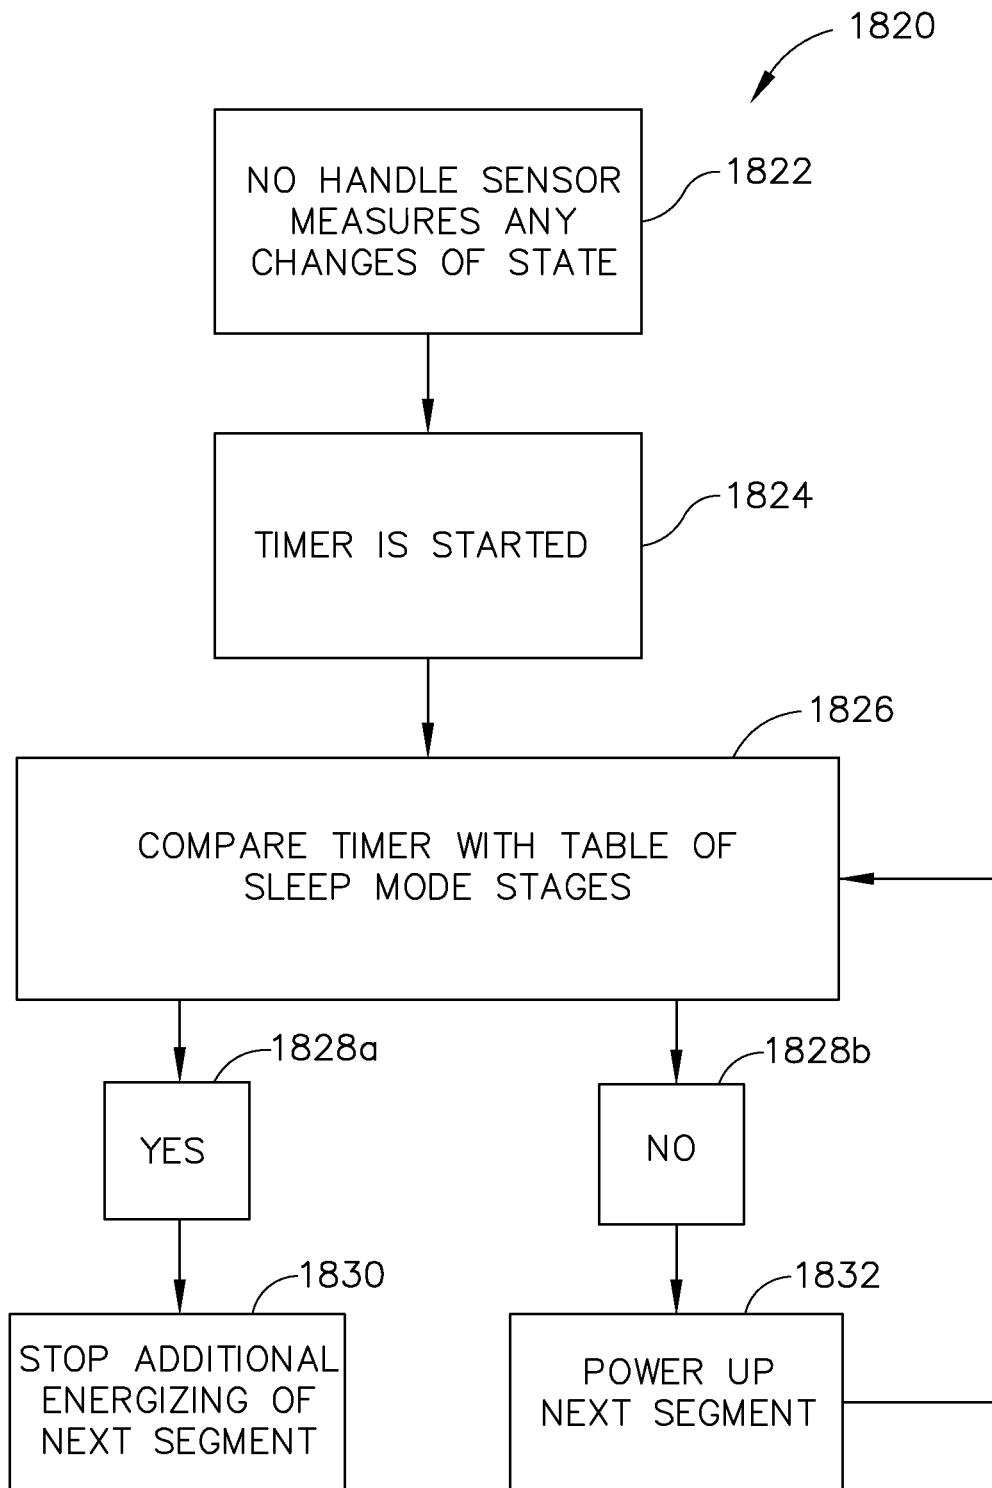 1820
NO HANDLE SENSOR
MEASURES ANY
CHANGES OF STATE
1822
TIMER IS STARTED
1824
1826
COMPARE TIMER WITH TABLE OF
SLEEP MODE STAGES
1828a
1828b
YES
NO
1830
1832
STOP ADDITIONAL
ENERGIZING OF
NEXT SEGMENT
POWER UP
NEXT SEGMENT